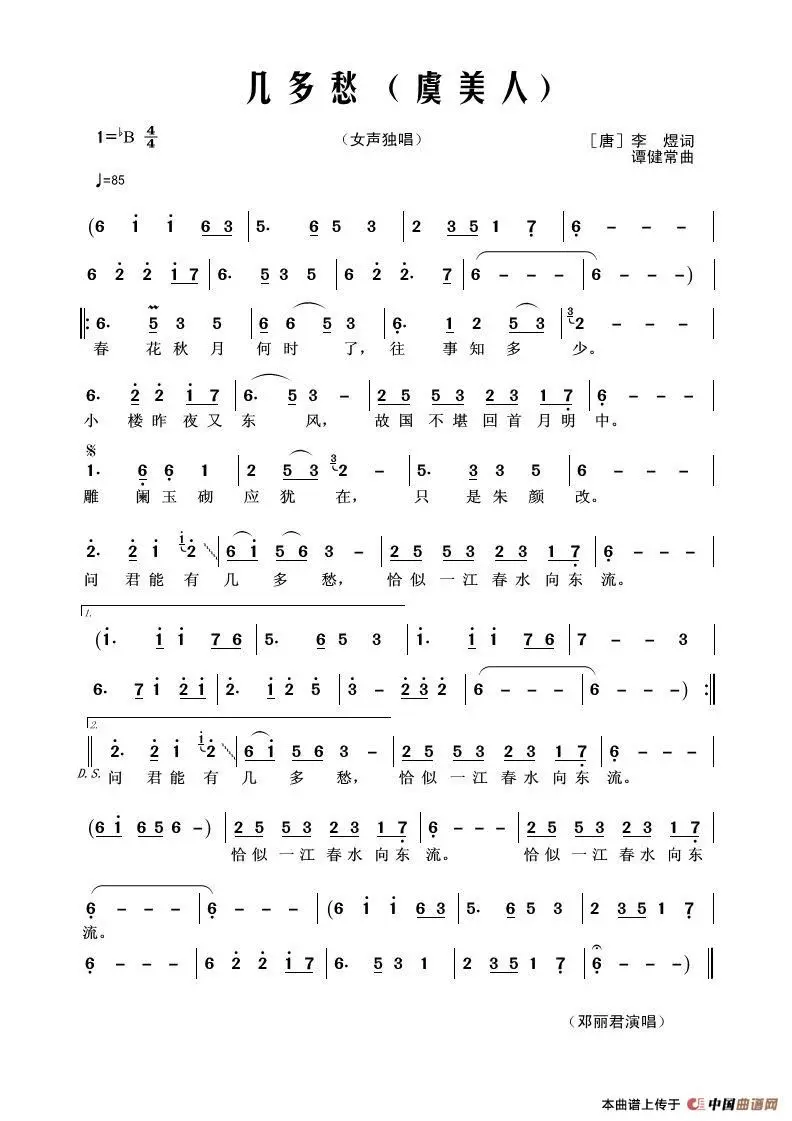 几多愁（虞美人）
1=♭B 4/4
（女声独唱）
［唐］李 煜词
谭健常曲
♩=85
(6 i̇ i̇ 6 3 | 5. 6 5 3 | 2 3 5 1 7̣ | 6̣ - - - |
6 2̇ 2̇ i̇ 7 | 6. 5 3 5 | 6 2̇ 2̇. 7 | 6 - - - | 6 - - -)|
‖: 6. 5 3 5 | 6 6 5 3 | 6̣. 1 2 5 3 | 3 2 - - - |
春 花 秋 月 何 时 了， 往 事 知 多 少。
6. 2̇ 2̇ i̇ 7 | 6. 5 3 - | 2 5 5 3 2 3 1 7̣ | 6̣ - - - |
小 楼 昨 夜 又 东 风， 故 国 不 堪 回 首 月 明 中。
𝄋
1. 6̣ 6̣ 1 | 2 5 3 3 2 - | 5. 3 3 5 | 6 - - - |
雕 阑 玉 砌 应 犹 在， 只 是 朱 颜 改。
2̇. 2̇ i̇ i̇ 2̇ | 6 i̇ 5 6 3 - | 2 5 5 3 2 3 1 7̣ | 6̣ - - - |
问 君 能 有 几 多 愁， 恰 似 一 江 春 水 向 东 流。
1.
(i̇. i̇ i̇ 7 6 | 5. 6 5 3 | i̇. i̇ i̇ 7 6 | 7 - - 3 |
6. 7 i̇ 2̇ i̇ | 2̇. i̇ 2̇ 5̇ | 3̇ - 2̇ 3̇ 2̇ | 6 - - - | 6 - - -) :‖
2.
‖ 2̇. 2̇ i̇ i̇ 2̇ | 6 i̇ 5 6 3 - | 2 5 5 3 2 3 1 7̣ | 6̣ - - - |
D.S. 问 君 能 有 几 多 愁， 恰 似 一 江 春 水 向 东 流。
(6 i̇ 6 5 6 -) | 2 5 5 3 2 3 1 7̣ | 6̣ - - - | 2 5 5 3 2 3 1 7̣ |
恰 似 一 江 春 水 向 东 流。 恰 似 一 江 春 水 向 东
6̣ - - - | 6̣ - - - | (6 i̇ i̇ 6 3 | 5. 6 5 3 | 2 3 5 1 7̣ |
流。
6̣ - - - | 6 2̇ 2̇ i̇ 7 | 6. 5 3 1 | 2 3 5 1 7̣ | 6̣ - - -) ‖
（邓丽君演唱）
本曲谱上传于 中国曲谱网